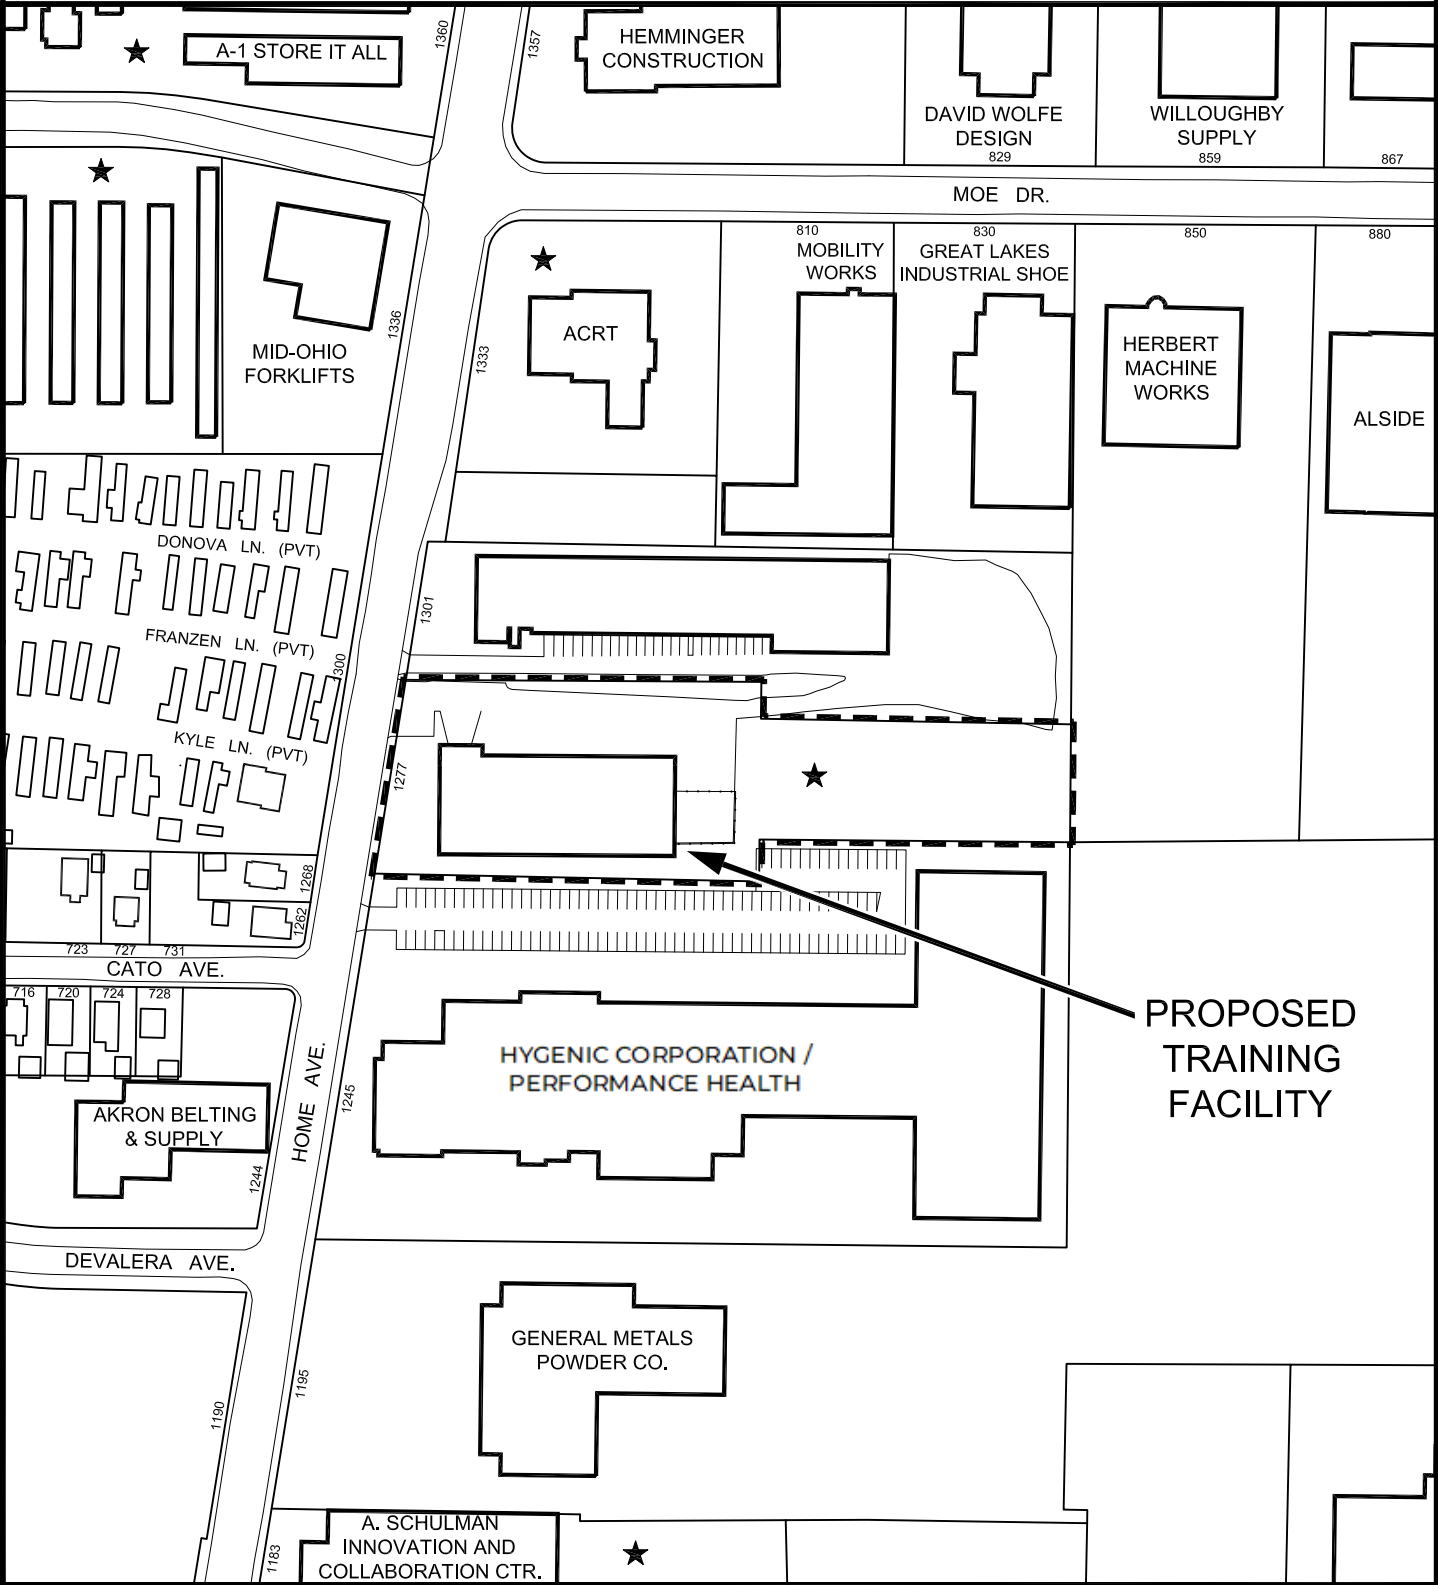 A-1 STORE IT ALL
1360
1357
HEMMINGER
CONSTRUCTION
DAVID WOLFE
DESIGN
829
WILLOUGHBY
SUPPLY
859
867
MOE DR.
810
MOBILITY
WORKS
830
GREAT LAKES
INDUSTRIAL SHOE
850
880
MID-OHIO
FORKLIFTS
1336
1333
ACRT
HERBERT
MACHINE
WORKS
ALSIDE
DONOVA LN. (PVT)
FRANZEN LN. (PVT)
1300
1301
KYLE LN. (PVT)
1277
1268
1262
723
727
731
CATO AVE.
716
720
724
728
HOME AVE.
1245
HYGENIC CORPORATION /
PERFORMANCE HEALTH
PROPOSED
TRAINING
FACILITY
AKRON BELTING
& SUPPLY
1244
DEVALERA AVE.
GENERAL METALS
POWDER CO.
1195
1190
1183
A. SCHULMAN
INNOVATION AND
COLLABORATION CTR.